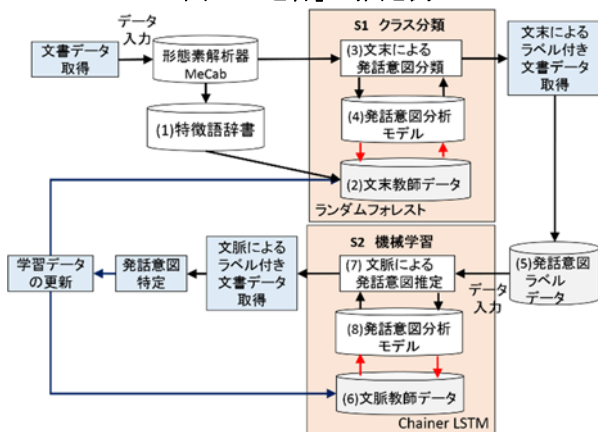 データ
入力
文書データ
取得
形態素解析器
MeCab
(1)特徴語辞書
S1 クラス分類
(3)文末による
発話意図分類
(4)発話意図分析
モデル
(2)文末教師データ
ランダムフォレスト
文末による
ラベル付き
文書データ
取得
(5)発話意図
ラベル
データ
データ
入力
S2 機械学習
(7) 文脈による
発話意図推定
(8)発話意図分析
モデル
(6)文脈教師データ
Chainer LSTM
文脈による
ラベル付き
文書データ
取得
発話意図
特定
学習データ
の更新